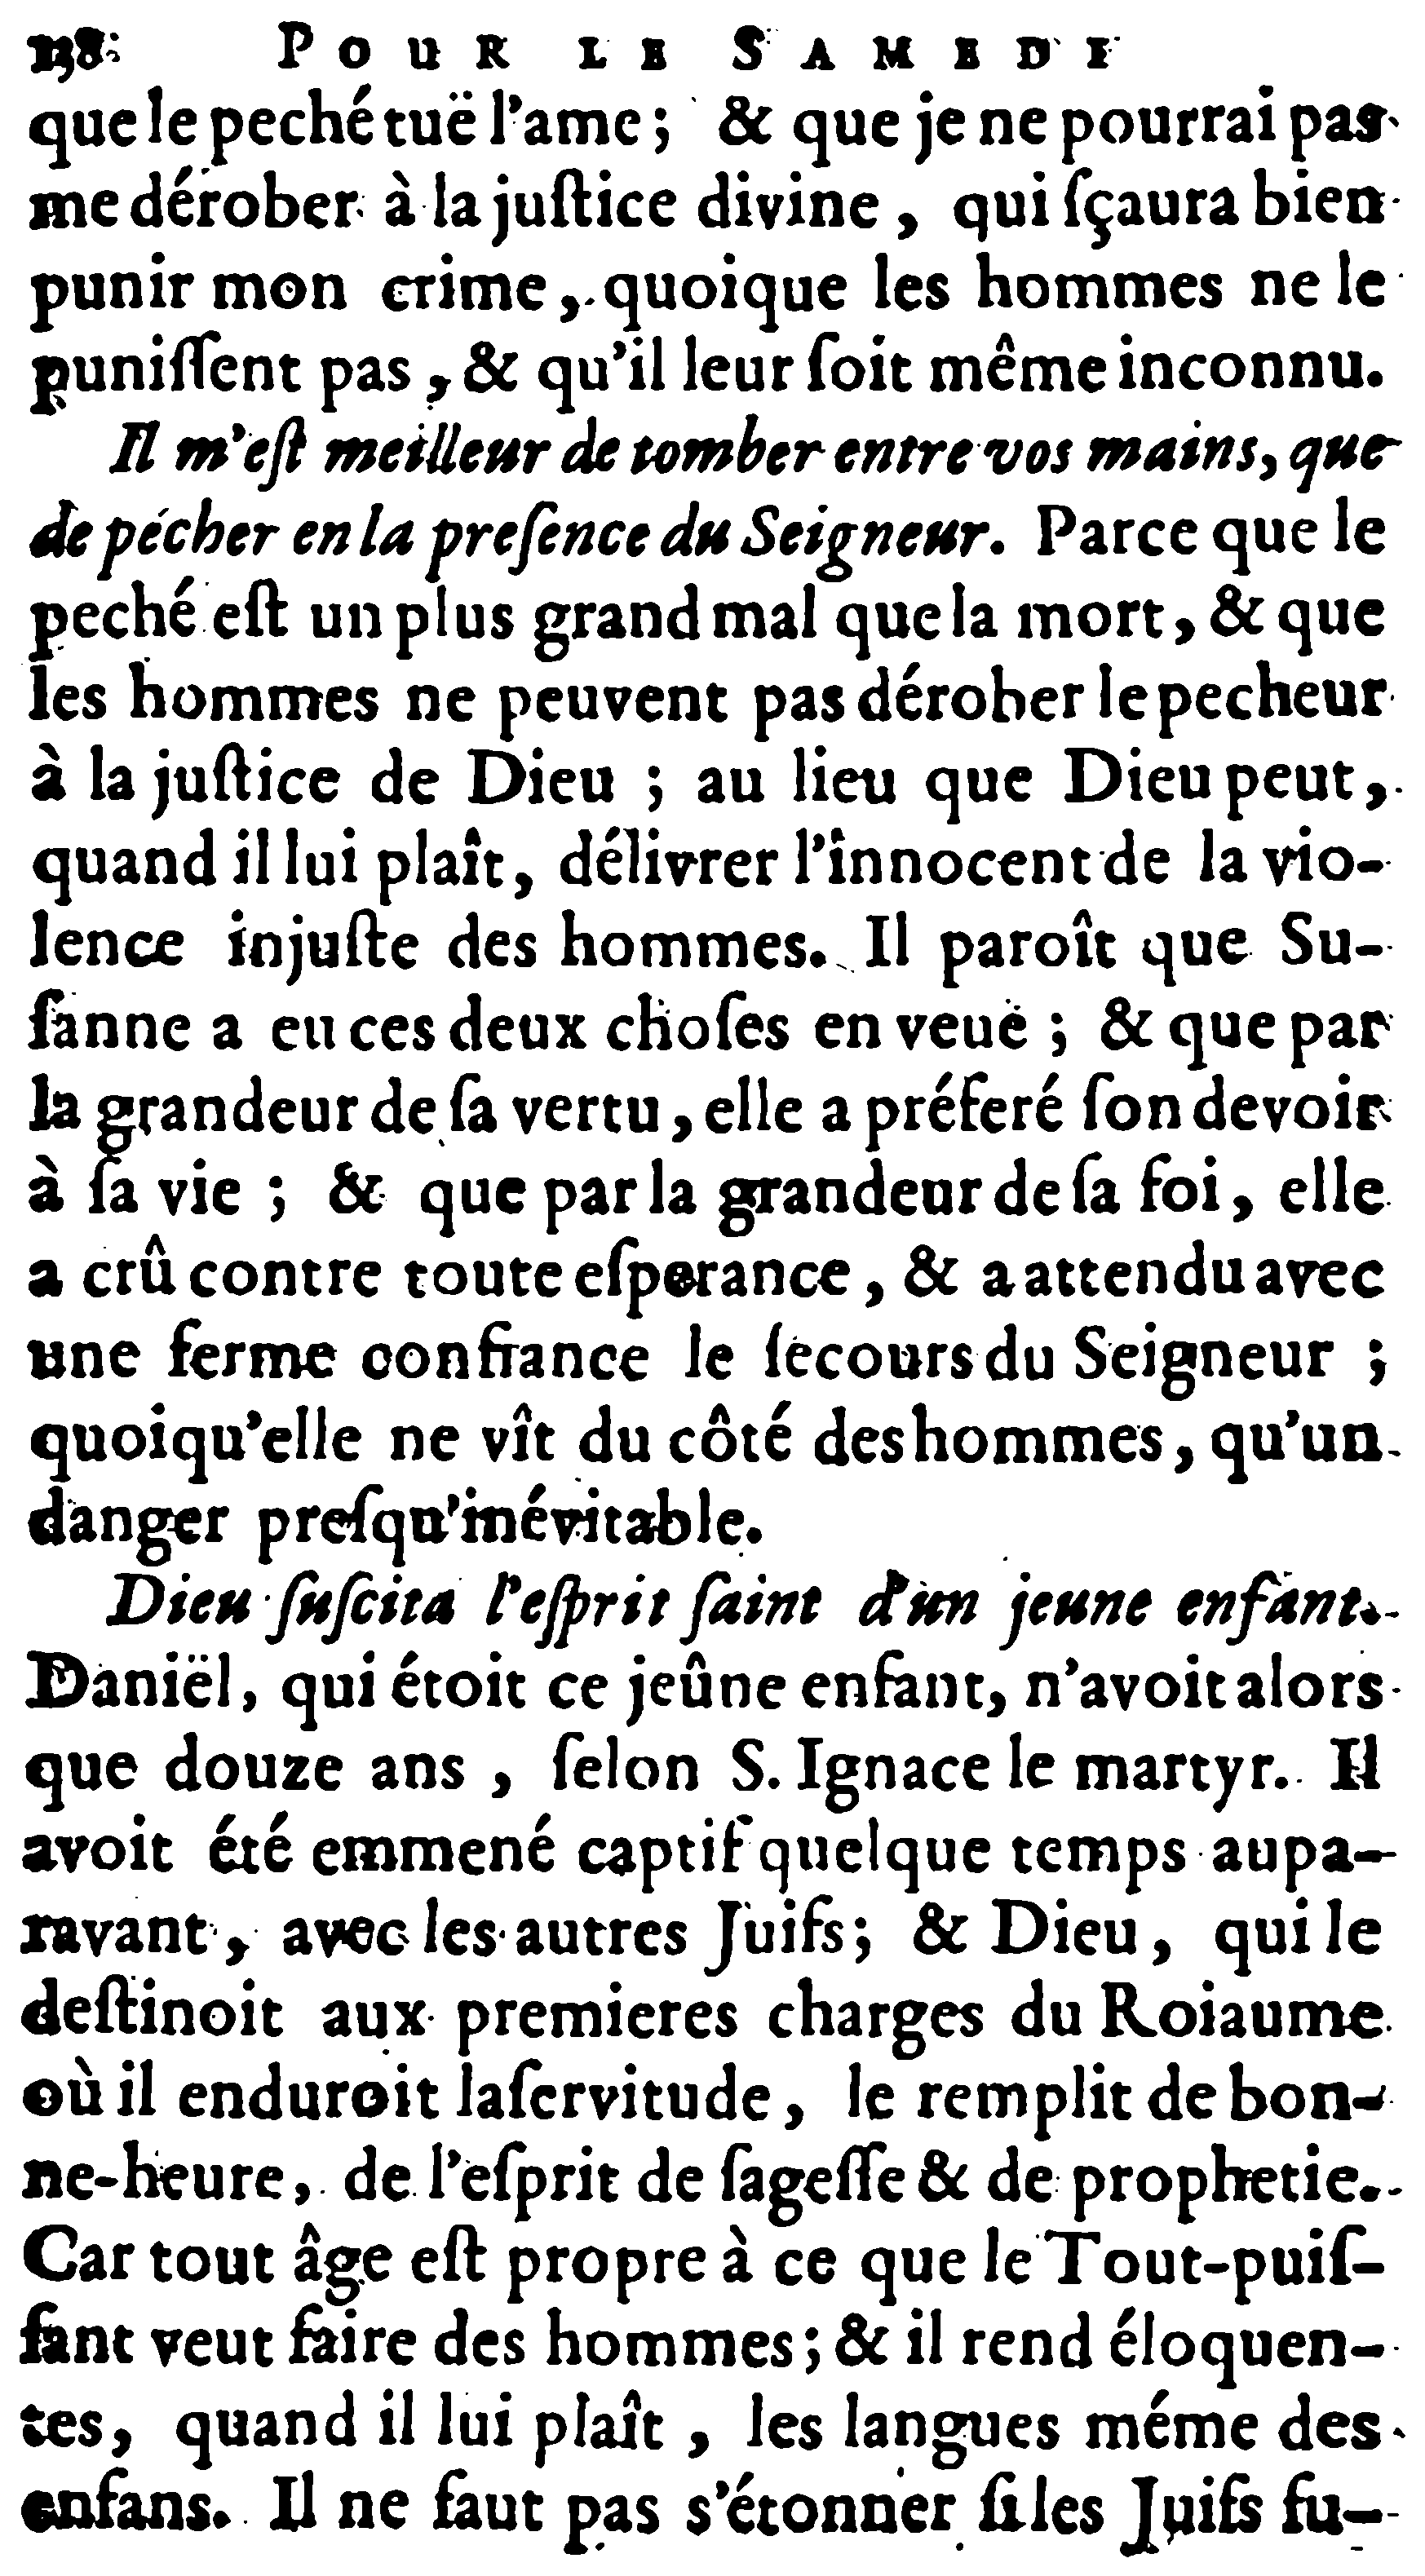 138 POUR LE SAMEDI
que le peché tuë l'ame ; & que je ne pourrai pas
me dérober à la juſtice divine , qui ſçaura bien
punir mon crime , quoique les hommes ne le
puniſſent pas , & qu'il leur ſoit même inconnu.
Il m'eſt meilleur de tomber entre vos mains, que
de pécher en la preſence du Seigneur. Parce que le
peché eſt un plus grand mal que la mort, & que
les hommes ne peuvent pas dérober le pecheur
à la juſtice de Dieu ; au lieu que Dieu peut ,
quand il lui plaît, délivrer l'innocent de la vio-
lence injuſte des hommes. Il paroît que Su-
ſanne a eu ces deux choſes en veuë ; & que par
la grandeur de ſa vertu , elle a préferé ſon devoir
à ſa vie ; & que par la grandeur de ſa foi , elle
a crû contre toute eſperance , & a attendu avec
une ferme confiance le ſecours du Seigneur ;
quoiqu'elle ne vît du côté des hommes, qu'un
danger preſqu'inévitable.
Dieu ſuſcita l'eſprit ſaint d'un jeune enfant.
Daniël, qui étoit ce jeûne enfant, n'avoit alors
que douze ans , ſelon S. Ignace le martyr. Il
avoit été emmené captif quelque temps aupa-
ravant , avec les autres Juifs ; & Dieu , qui le
deſtinoit aux premieres charges du Roiaume
où il enduroit la ſervitude , le remplit de bon-
ne-heure, de l'eſprit de ſageſſe & de prophetie.
Car tout âge eſt propre à ce que le Tout-puiſ-
ſant veut faire des hommes ; & il rend éloquen-
tes, quand il lui plaît , les langues méme des
enfans. Il ne faut pas s'étonner ſi les Juifs fu-